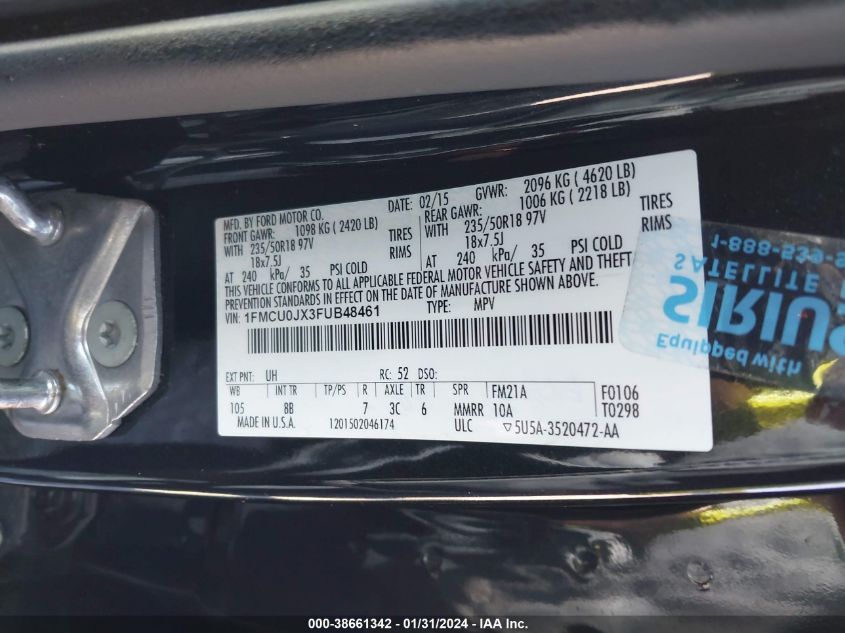 MFD. BY FORD MOTOR CO.
DATE: 02/15 GVWR: 2096 KG ( 4620 LB)
FRONT GAWR: 1098 KG ( 2420 LB) REAR GAWR: 1006 KG ( 2218 LB)
WITH 235/50R18 97V TIRES WITH 235/50R18 97V TIRES
18x7.5J RIMS 18x7.5J RIMS
AT 240 kPa/ 35 PSI COLD AT 240 kPa/ 35 PSI COLD
THIS VEHICLE CONFORMS TO ALL APPLICABLE FEDERAL MOTOR VEHICLE SAFETY AND THEFT
PREVENTION STANDARDS IN EFFECT ON THE DATE OF MANUFACTURE SHOWN ABOVE.
VIN: 1FMCU0JX3FUB48461 TYPE: MPV
EXT PNT: UH RC: 52 DSO:
WB INT TR TP/PS R AXLE TR SPR FM21A F0106
105 8B 7 3C 6 MMRR 10A T0298
MADE IN U.S.A. 1201502046174 ULC ▽5U5A-3520472-AA
Equipped with
SIRIUS
SATELLITE
1-888-539-
000-38661342 - 01/31/2024 - IAA Inc.